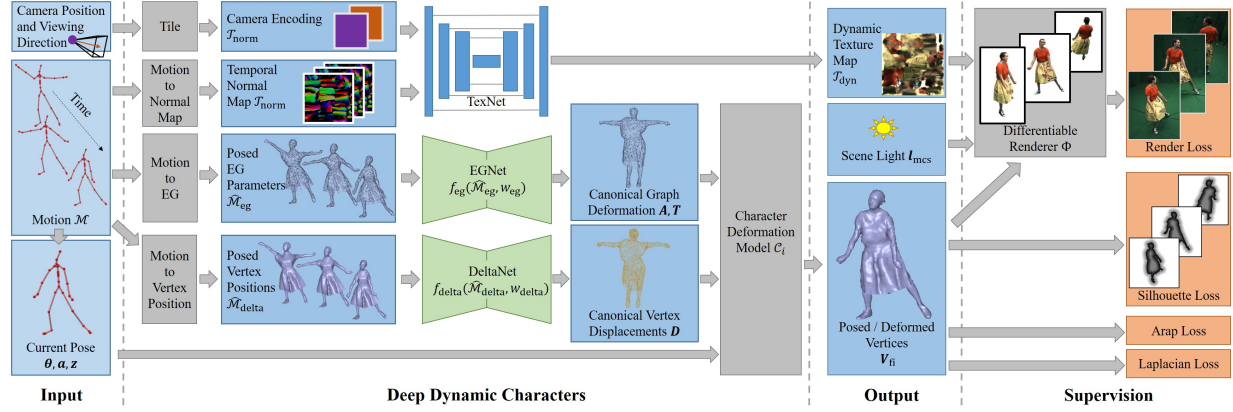 Camera Position
and Viewing
Direction
Time
Motion ℳ
Current Pose
θ, a, z
Input
Tile
Motion
to
Normal
Map
Motion
to
EG
Motion
to
Vertex
Position
Camera Encoding
𝒯norm
Temporal
Normal
Map 𝒯norm
Posed
EG
Parameters
ℳ̂eg
Posed
Vertex
Positions
ℳ̂delta
TexNet
EGNet
feg(ℳ̂eg, weg)
DeltaNet
fdelta(ℳ̂delta, wdelta)
Canonical Graph
Deformation A, T
Canonical Vertex
Displacements D
Character
Deformation
Model 𝒞i
Deep Dynamic Characters
Dynamic
Texture
Map
𝒯dyn
Scene Light lmcs
Posed / Deformed
Vertices
Vfi
Output
Differentiable
Renderer Φ
Render Loss
Silhouette Loss
Arap Loss
Laplacian Loss
Supervision